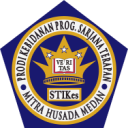 PRODI KEBIDANAN PROG. SARJANA TERAPAN
VE RI
TAS
STIKes
MITRA HUSADA MEDAN